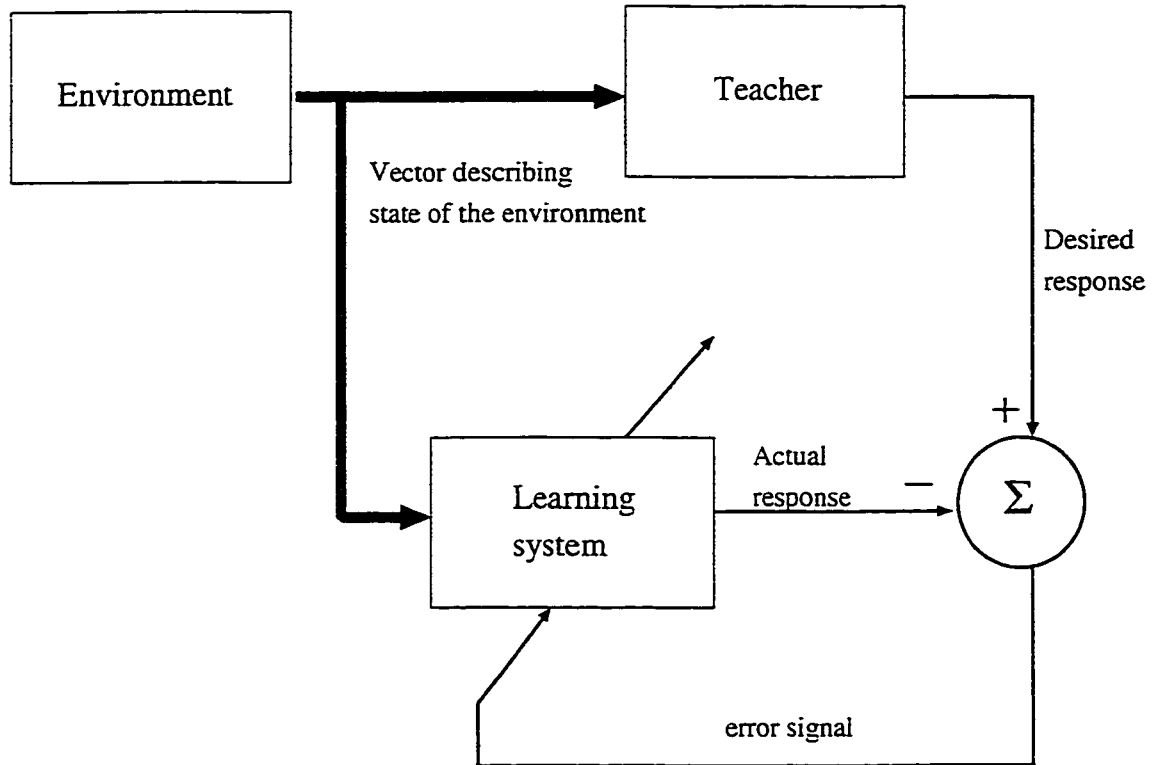 Environment
Teacher
Vector describing
state of the environment
Desired
response
+
Actual
response
−
Σ
Learning
system
error signal